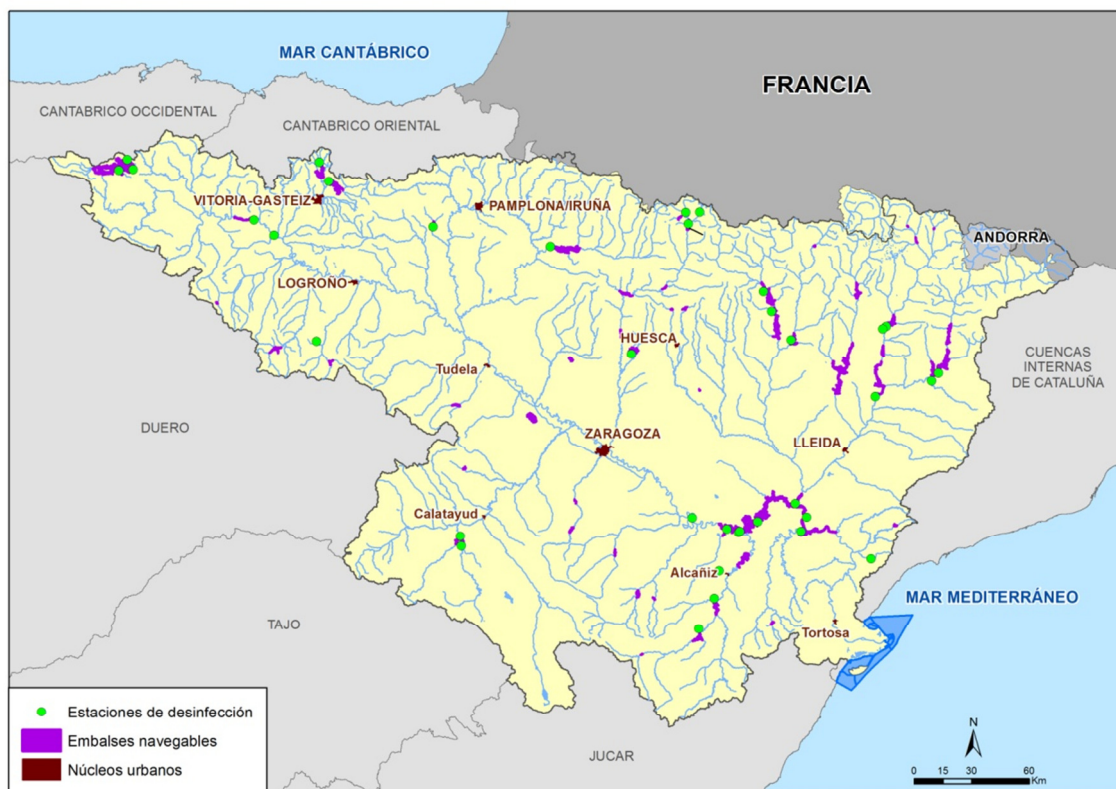 MAR CANTÁBRICO
FRANCIA
CANTABRICO OCCIDENTAL
CANTABRICO ORIENTAL
VITORIA-GASTEIZ
PAMPLONA/IRUÑA
ANDORRA
LOGROÑO
HUESCA
CUENCAS
INTERNAS
DE CATALUÑA
Tudela
DUERO
ZARAGOZA
LLEIDA
Calatayud
Alcañiz
MAR MEDITERRÁNEO
TAJO
Tortosa
Estaciones de desinfección
Embalses navegables
Núcleos urbanos
JUCAR
N
0 15 30 60
Km